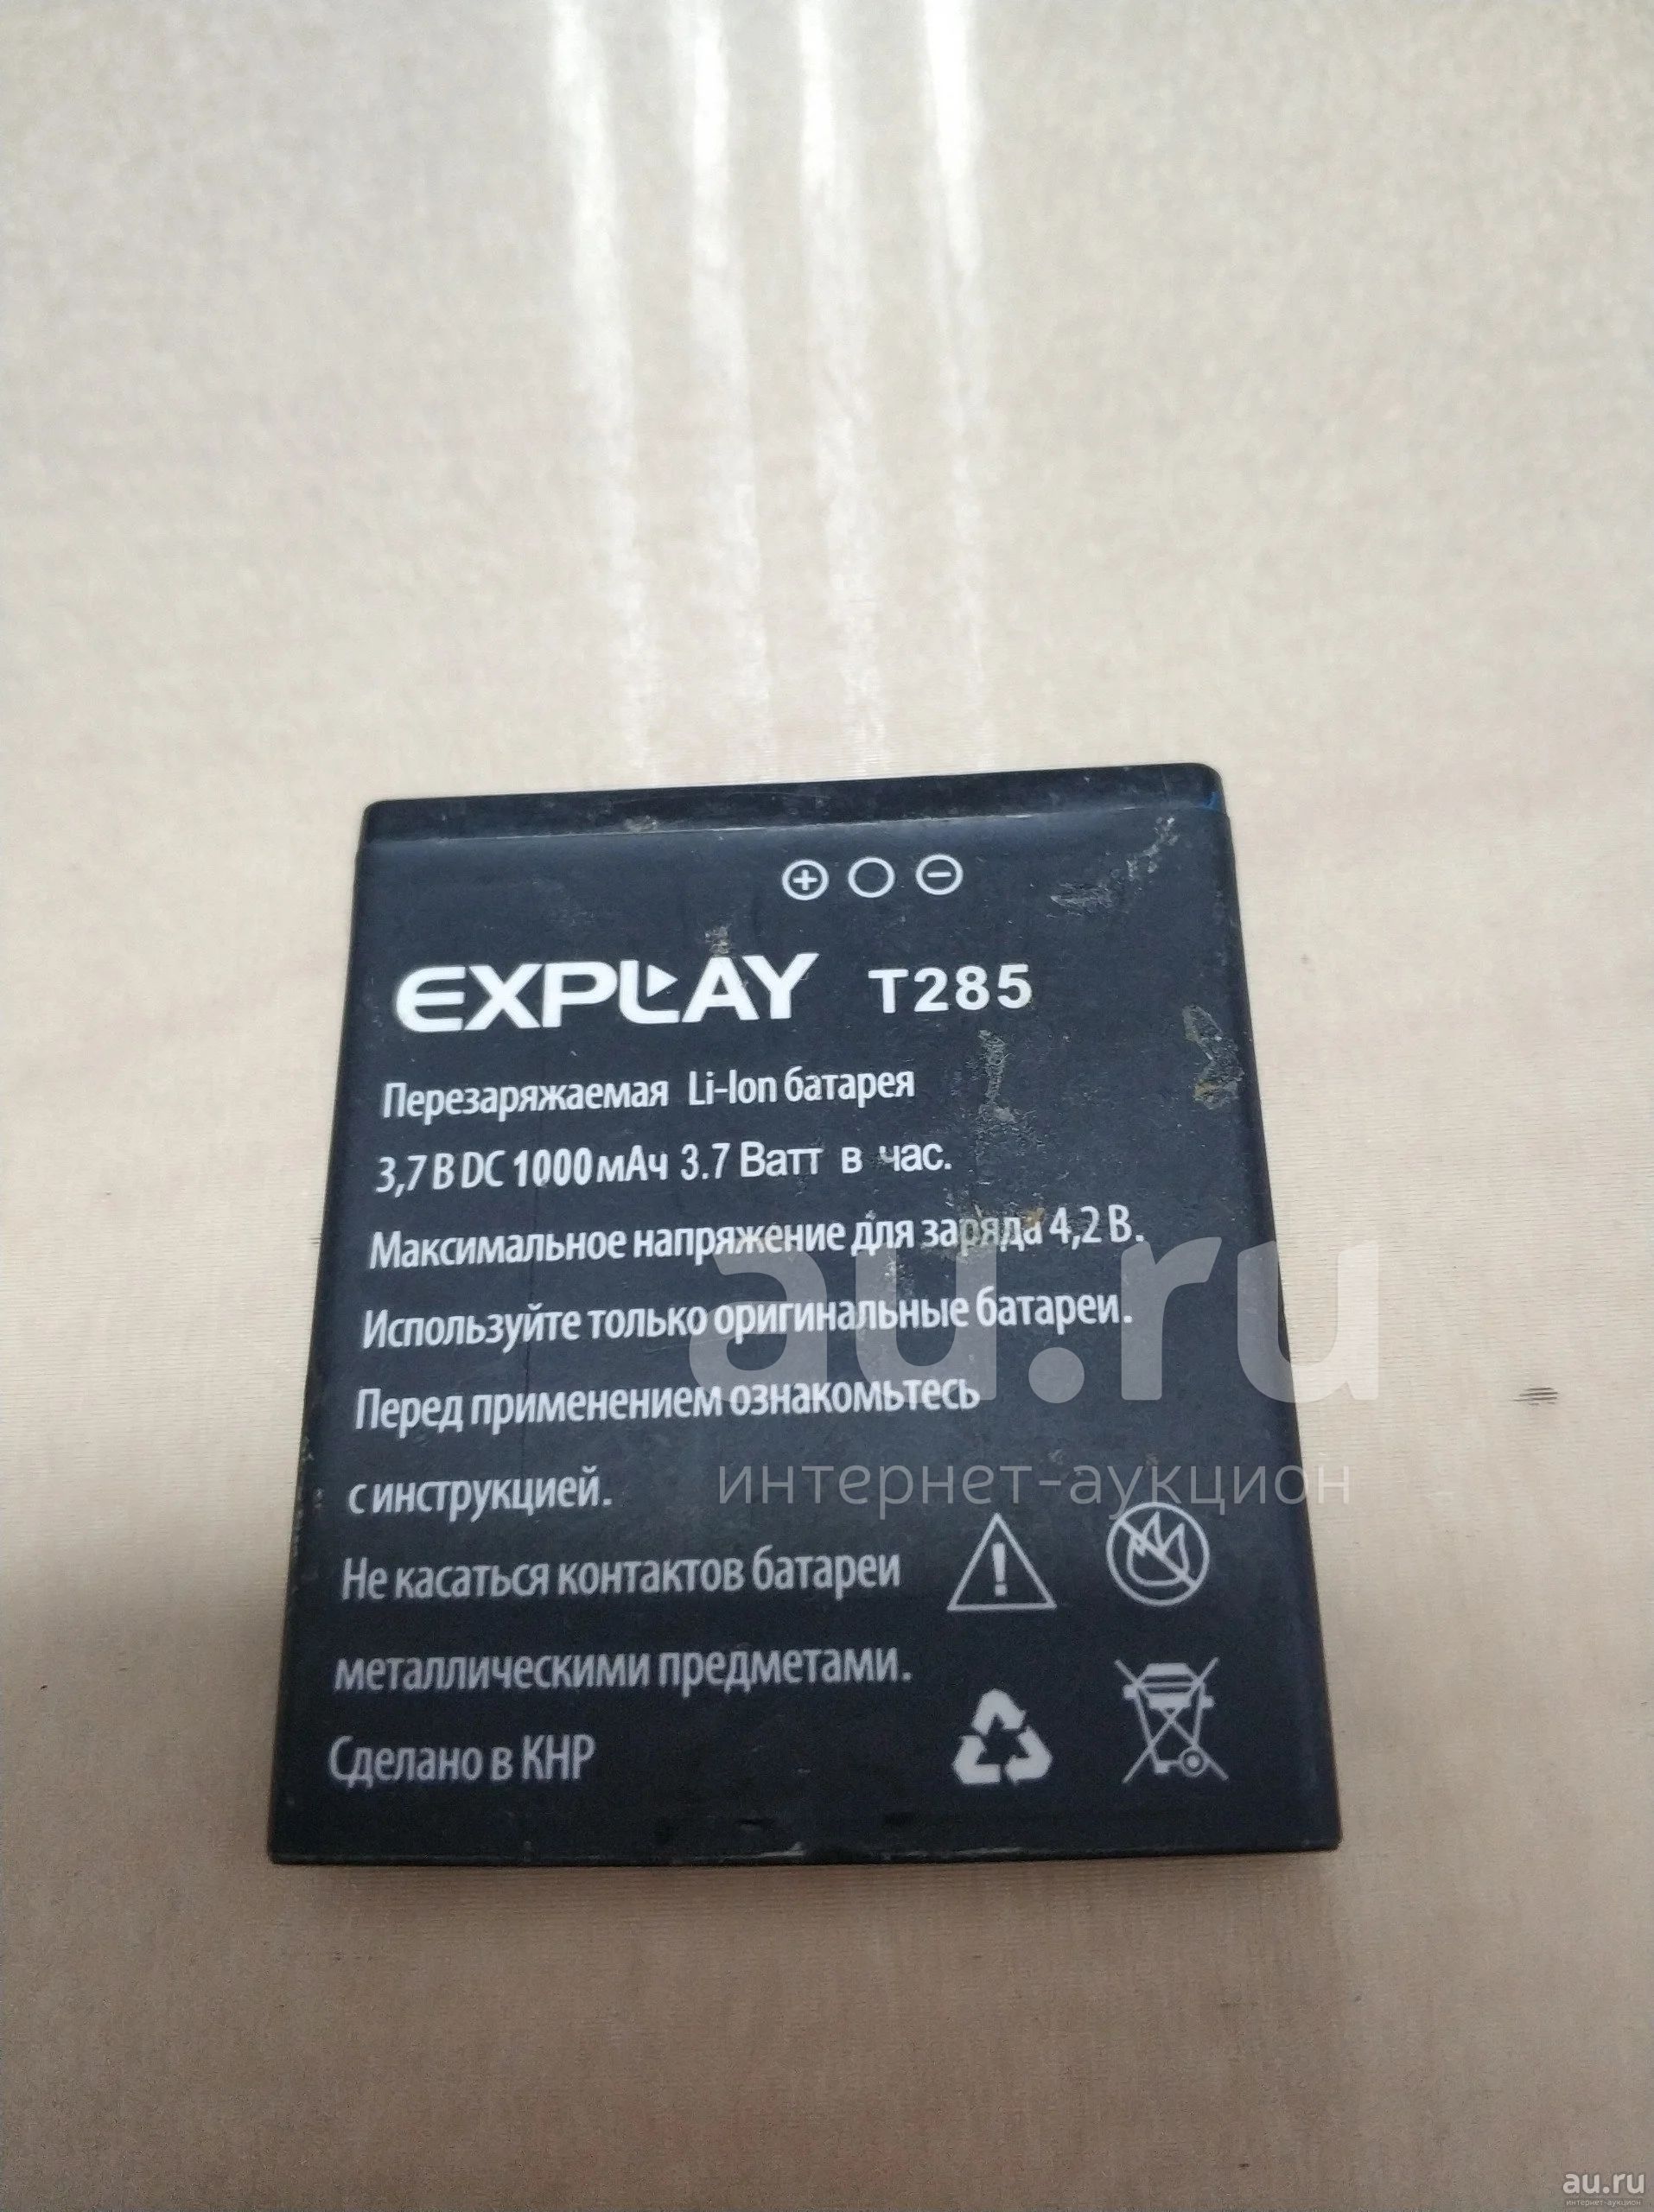 EXPLAY T285
Перезаряжаемая Li-Ion батарея
3,7 В DC 1000 мАч 3.7 Ватт в час.
Максимальное напряжение для заряда 4,2 В.
Используйте только оригинальные батареи.
Перед применением ознакомьтесь
с инструкцией.
Не касаться контактов батареи
металлическими предметами.
Сделано в КНР
au.ru
интернет-аукцион
au.ru
интернет-аукцион